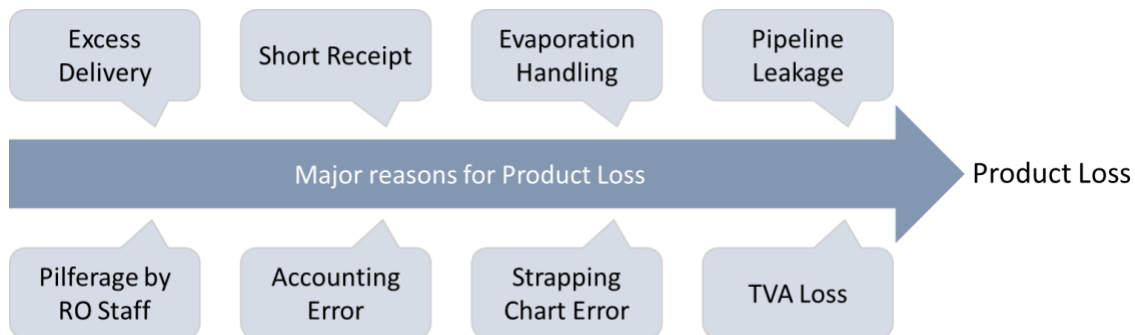 Excess
Delivery
Short Receipt
Evaporation
Handling
Pipeline
Leakage
Major reasons for Product Loss
Product Loss
Pilferage by
RO Staff
Accounting
Error
Strapping
Chart Error
TVA Loss